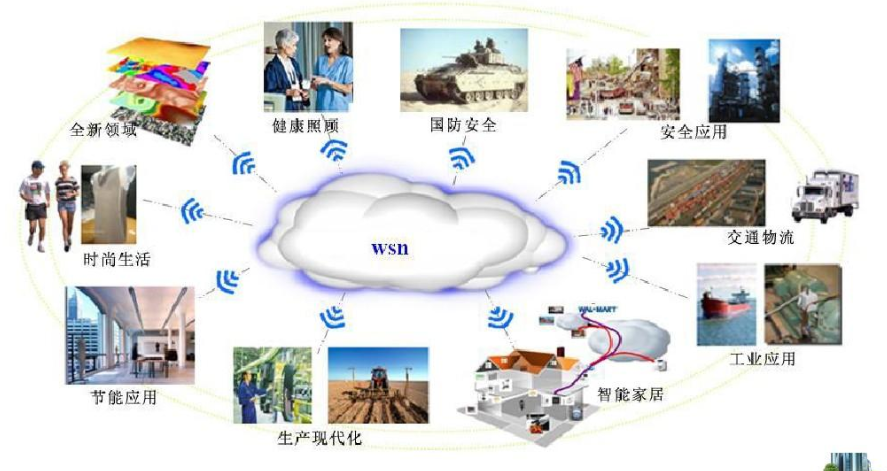 全新领域
健康照顾
国防安全
安全应用
时尚生活
wsn
交通物流
节能应用
工业应用
生产现代化
智能家居
WAL-MART